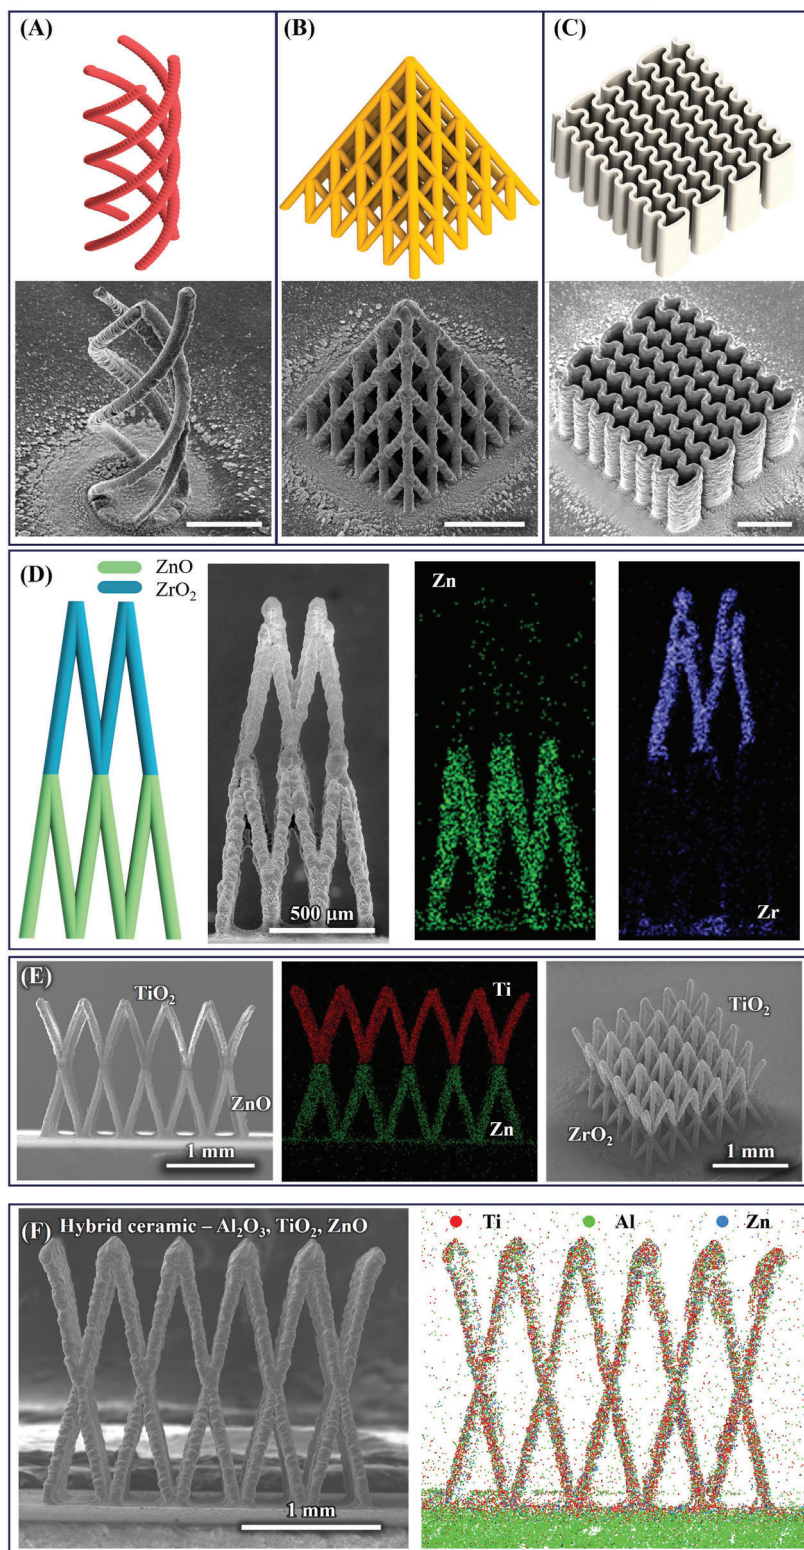 (A)
(B)
(C)
(D)
ZnO
ZrO₂
500 µm
Zn
Zr
(E)
TiO₂
ZnO
1 mm
Ti
Zn
TiO₂
ZrO₂
1 mm
(F)
Hybrid ceramic – Al₂O₃, TiO₂, ZnO
1 mm
Ti
Al
Zn